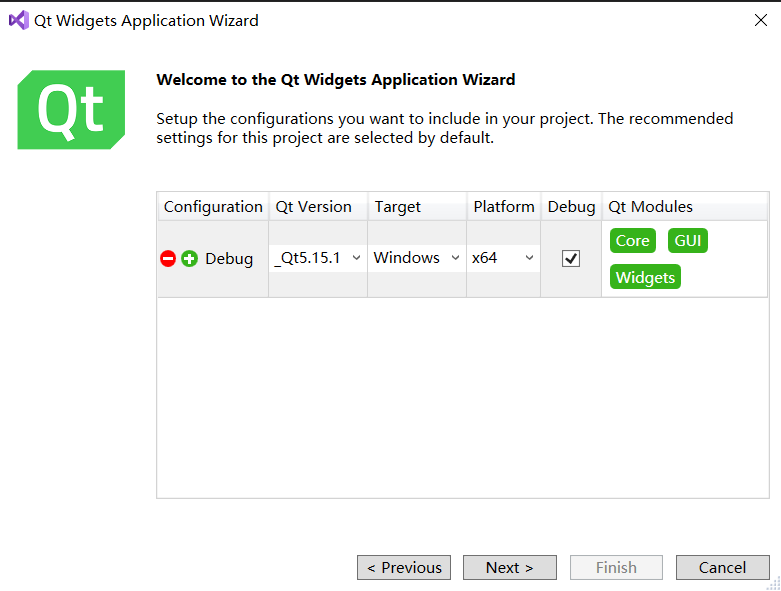 Qt Widgets Application Wizard
Qt
Welcome to the Qt Widgets Application Wizard
Setup the configurations you want to include in your project. The recommended
settings for this project are selected by default.
Configuration Qt Version Target Platform Debug Qt Modules
Debug _Qt5.15.1 Windows x64 Core GUI
Widgets
< Previous Next > Finish Cancel